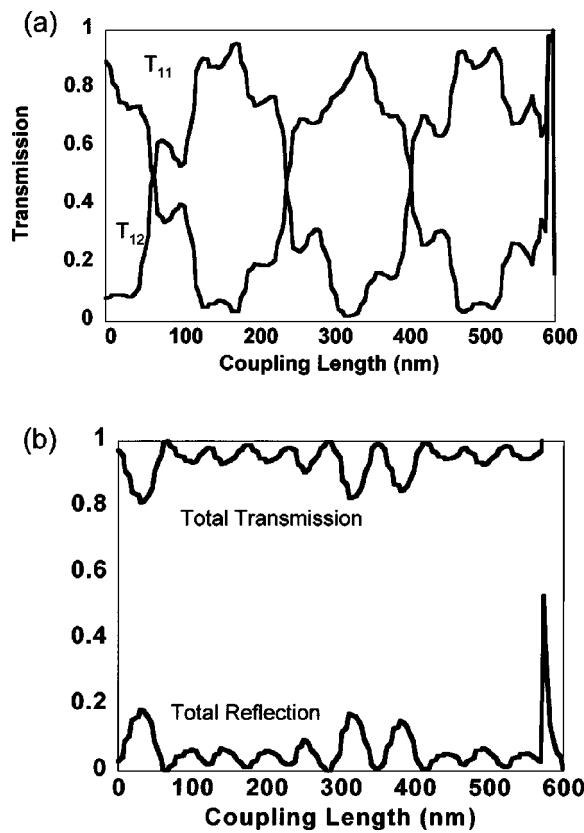 (a)
1
0.8
0.6
0.4
0.2
0
Transmission
T11
T12
0 100 200 300 400 500 600
Coupling Length (nm)
(b)
1
0.8
0.6
0.4
0.2
0
Total Transmission
Total Reflection
0 100 200 300 400 500 600
Coupling Length (nm)